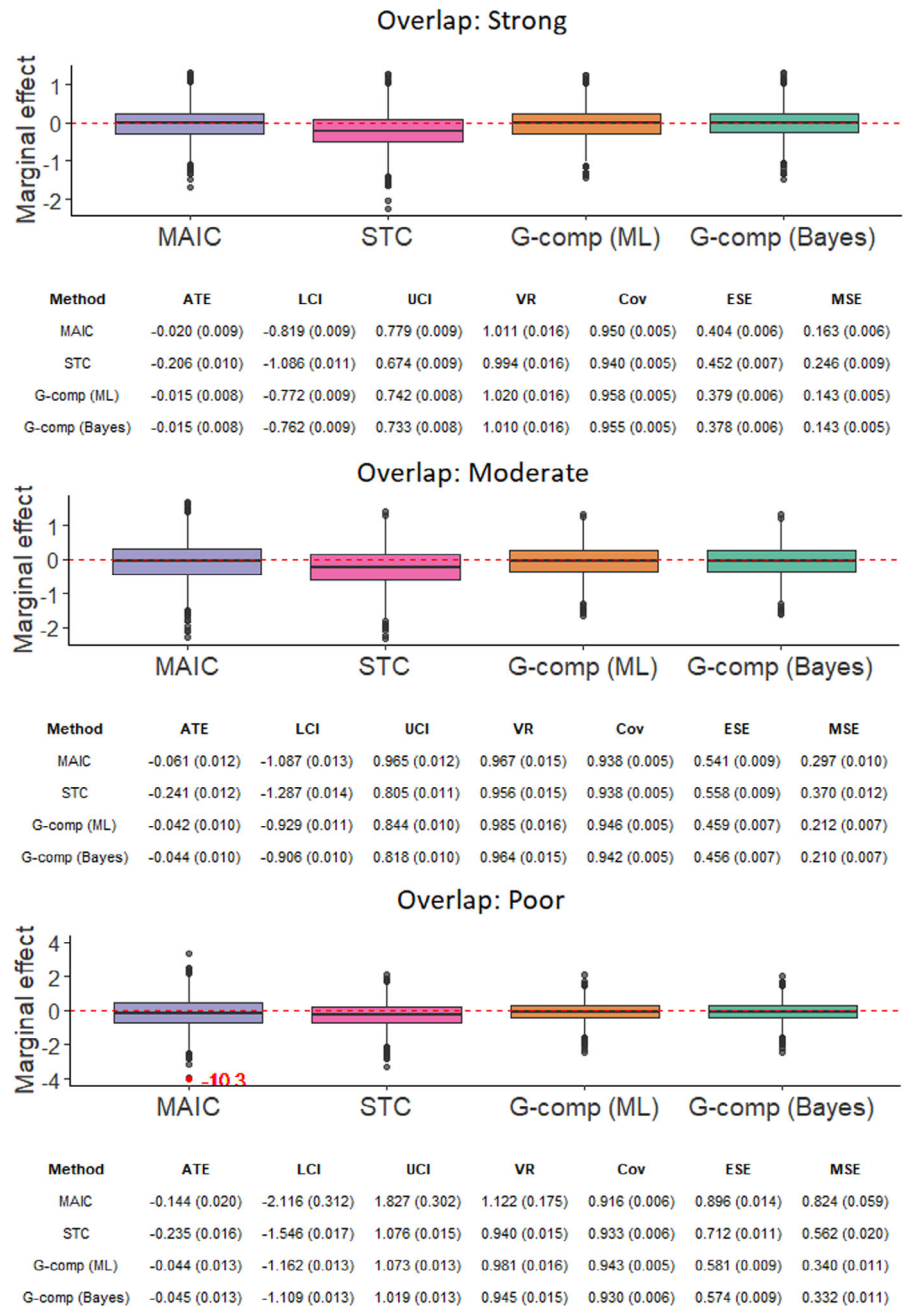 Overlap: Strong
Marginal effect
1
0
-1
-2
MAIC STC G-comp (ML) G-comp (Bayes)
Method ATE LCI UCI VR Cov ESE MSE
MAIC -0.020 (0.009) -0.819 (0.009) 0.779 (0.009) 1.011 (0.016) 0.950 (0.005) 0.404 (0.006) 0.163 (0.006)
STC -0.206 (0.010) -1.086 (0.011) 0.674 (0.009) 0.994 (0.016) 0.940 (0.005) 0.452 (0.007) 0.246 (0.009)
G-comp (ML) -0.015 (0.008) -0.772 (0.009) 0.742 (0.008) 1.020 (0.016) 0.958 (0.005) 0.379 (0.006) 0.143 (0.005)
G-comp (Bayes) -0.015 (0.008) -0.762 (0.009) 0.733 (0.008) 1.010 (0.016) 0.955 (0.005) 0.378 (0.006) 0.143 (0.005)
Overlap: Moderate
Marginal effect
1
0
-1
-2
MAIC STC G-comp (ML) G-comp (Bayes)
Method ATE LCI UCI VR Cov ESE MSE
MAIC -0.061 (0.012) -1.087 (0.013) 0.965 (0.012) 0.967 (0.015) 0.938 (0.005) 0.541 (0.009) 0.297 (0.010)
STC -0.241 (0.012) -1.287 (0.014) 0.805 (0.011) 0.956 (0.015) 0.938 (0.005) 0.558 (0.009) 0.370 (0.012)
G-comp (ML) -0.042 (0.010) -0.929 (0.011) 0.844 (0.010) 0.985 (0.016) 0.946 (0.005) 0.459 (0.007) 0.212 (0.007)
G-comp (Bayes) -0.044 (0.010) -0.906 (0.010) 0.818 (0.010) 0.964 (0.015) 0.942 (0.005) 0.456 (0.007) 0.210 (0.007)
Overlap: Poor
Marginal effect
4
2
0
-2
-4
-10.3
MAIC STC G-comp (ML) G-comp (Bayes)
Method ATE LCI UCI VR Cov ESE MSE
MAIC -0.144 (0.020) -2.116 (0.312) 1.827 (0.302) 1.122 (0.175) 0.916 (0.006) 0.896 (0.014) 0.824 (0.059)
STC -0.235 (0.016) -1.546 (0.017) 1.076 (0.015) 0.940 (0.015) 0.933 (0.006) 0.712 (0.011) 0.562 (0.020)
G-comp (ML) -0.044 (0.013) -1.162 (0.013) 1.073 (0.013) 0.981 (0.016) 0.943 (0.005) 0.581 (0.009) 0.340 (0.011)
G-comp (Bayes) -0.045 (0.013) -1.109 (0.013) 1.019 (0.013) 0.945 (0.015) 0.930 (0.006) 0.574 (0.009) 0.332 (0.011)